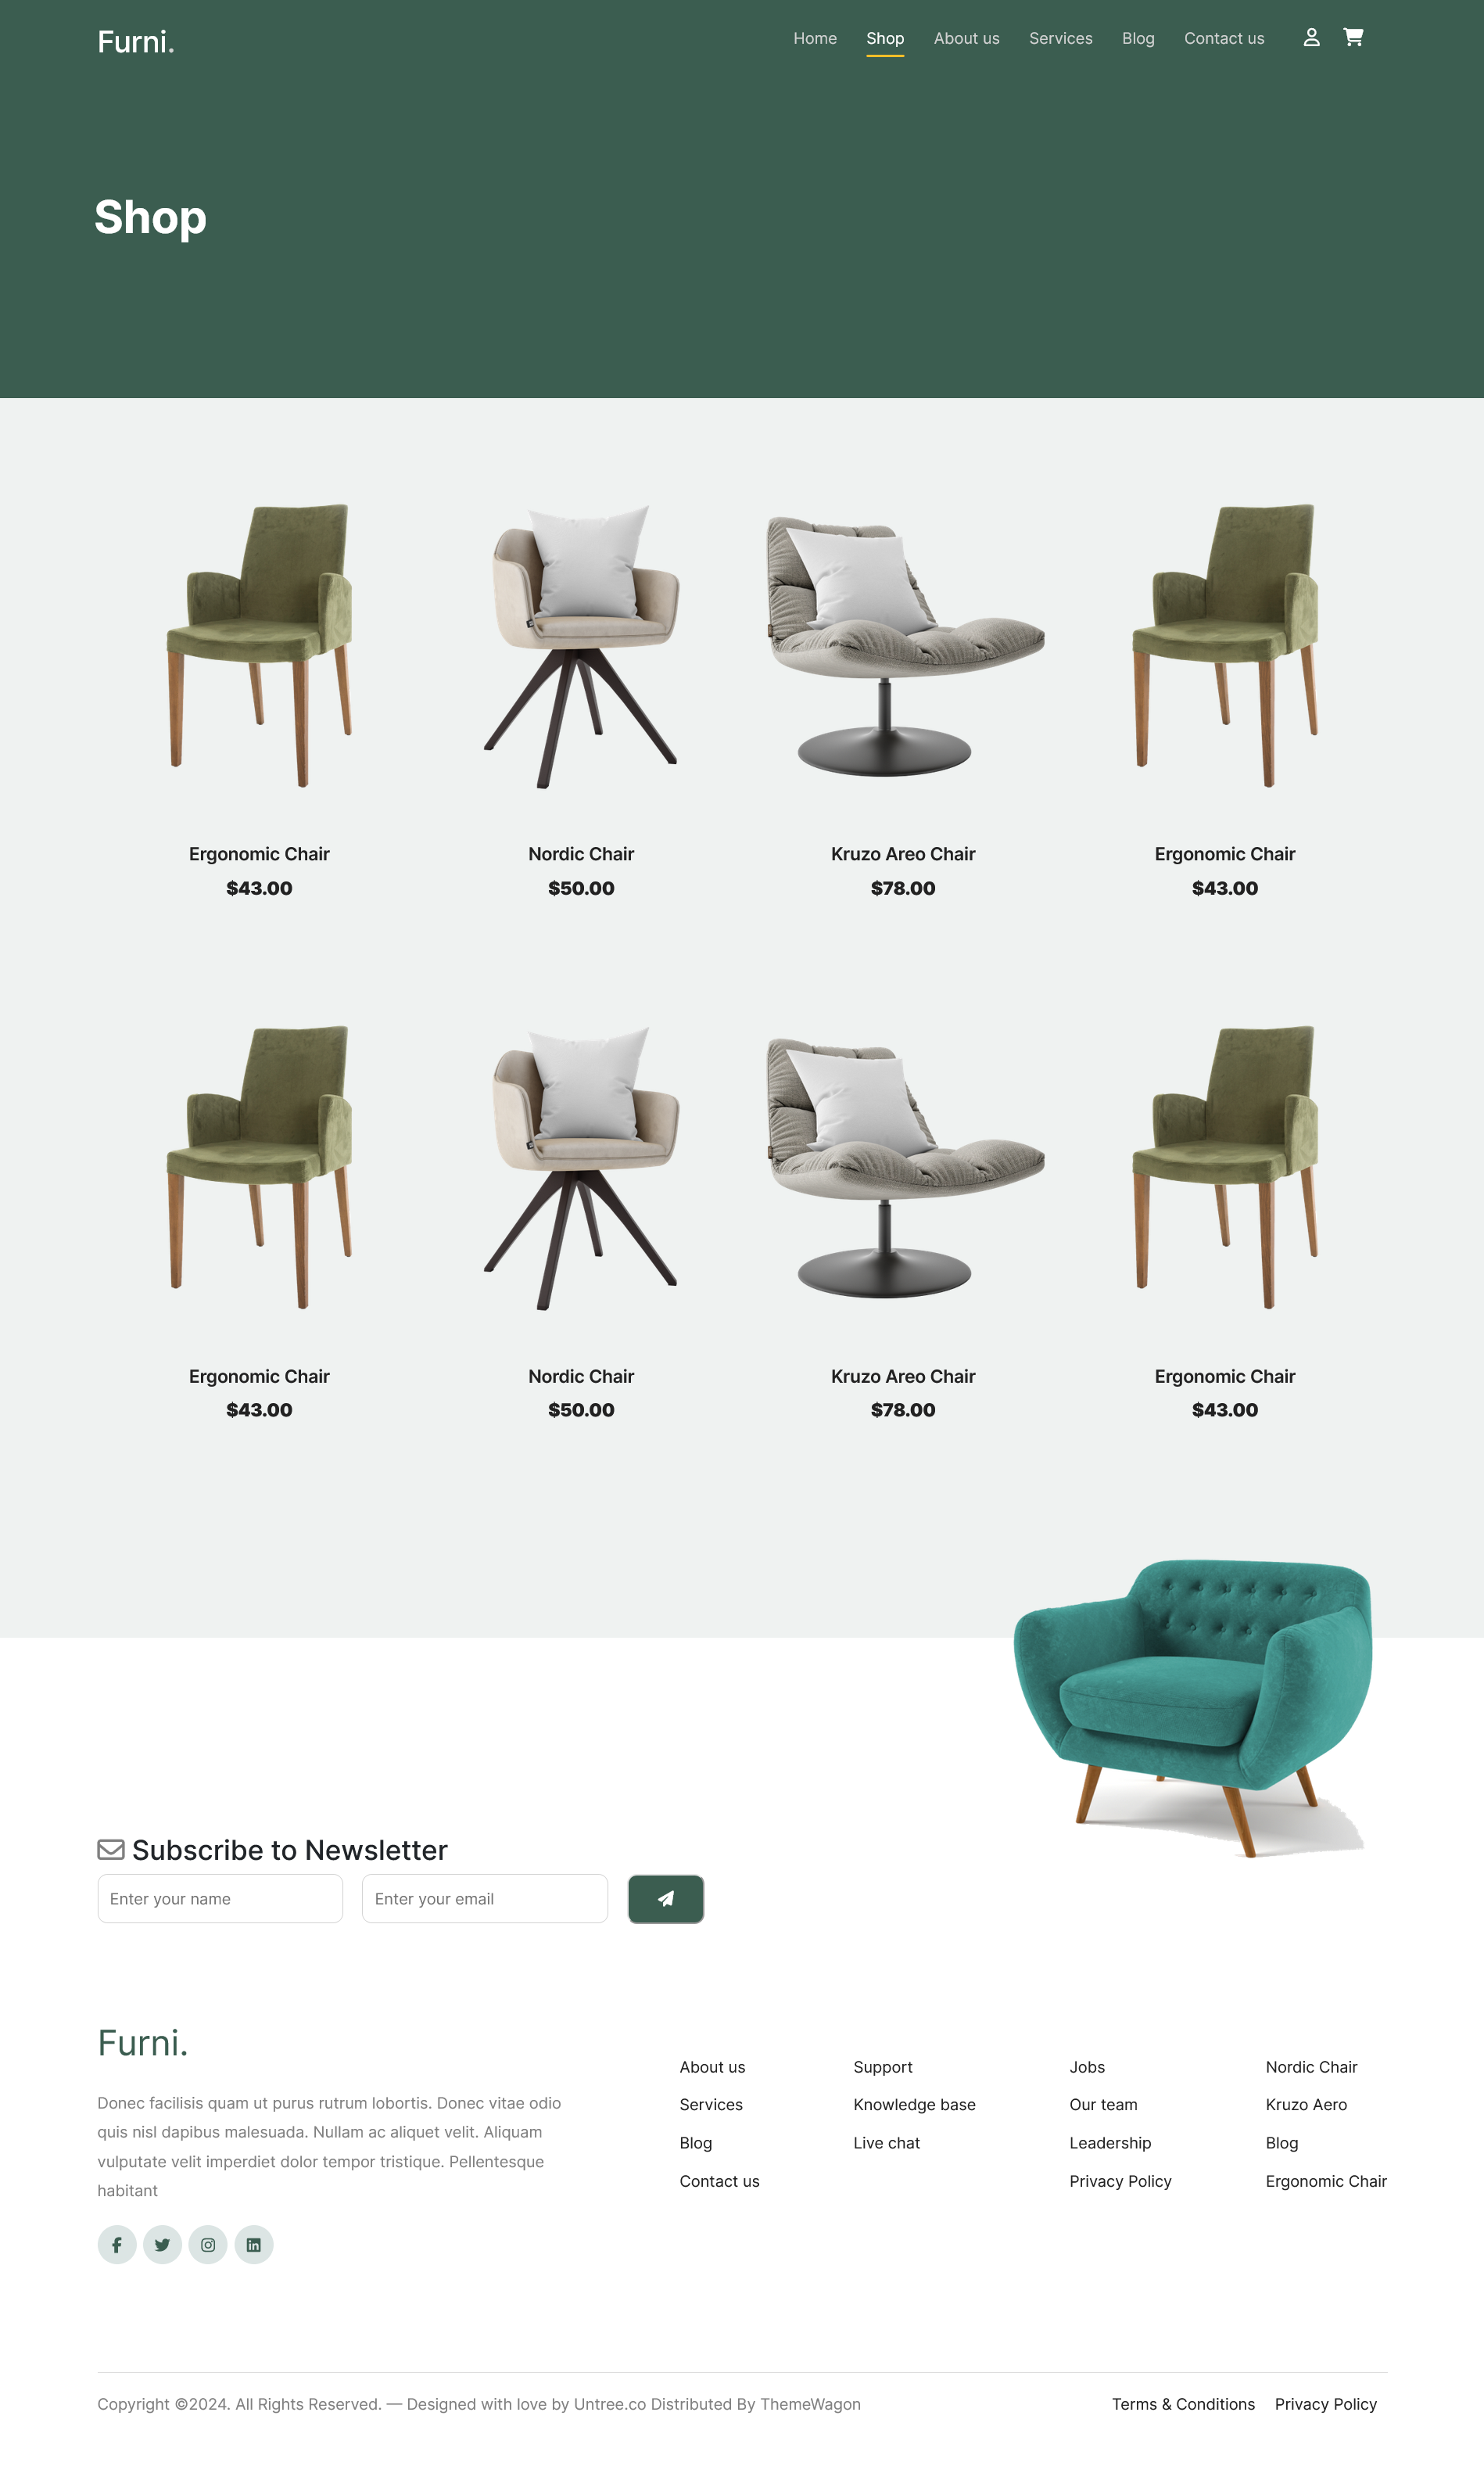 Furni.
Home Shop About us Services Blog Contact us
Shop
Ergonomic Chair Nordic Chair Kruzo Areo Chair Ergonomic Chair
$43.00 $50.00 $78.00 $43.00
Ergonomic Chair Nordic Chair Kruzo Areo Chair Ergonomic Chair
$43.00 $50.00 $78.00 $43.00
Subscribe to Newsletter
Enter your name Enter your email
Furni.
Donec facilisis quam ut purus rutrum lobortis. Donec vitae odio
quis nisl dapibus malesuada. Nullam ac aliquet velit. Aliquam
vulputate velit imperdiet dolor tempor tristique. Pellentesque
habitant
About us
Services
Blog
Contact us
Support
Knowledge base
Live chat
Jobs
Our team
Leadership
Privacy Policy
Nordic Chair
Kruzo Aero
Blog
Ergonomic Chair
Copyright ©2024. All Rights Reserved. — Designed with love by Untree.co Distributed By ThemeWagon
Terms & Conditions Privacy Policy